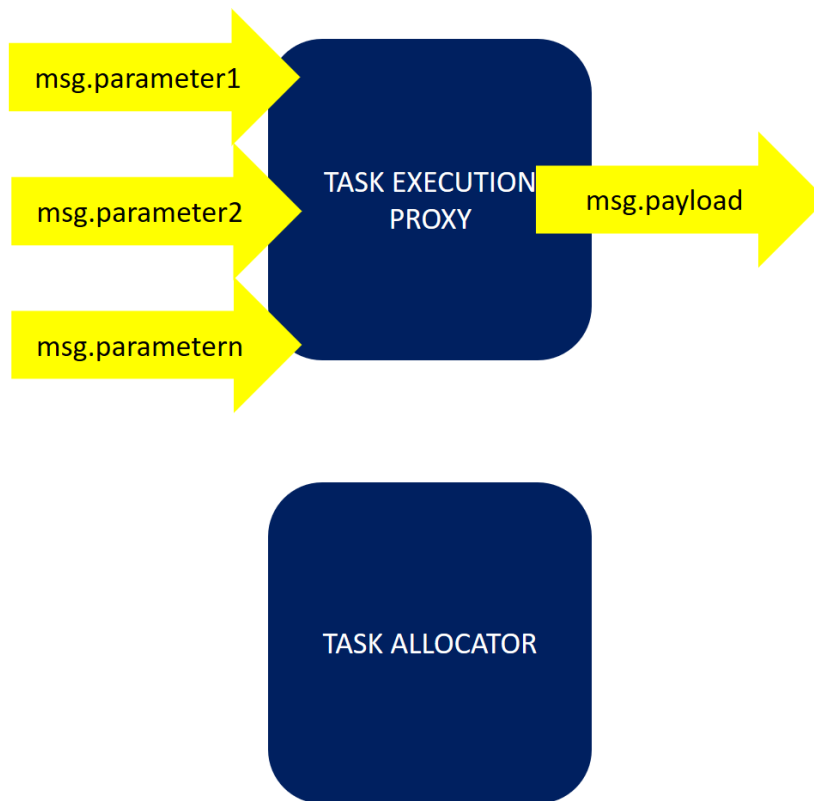 msg.parameter1
msg.parameter2
msg.parametern
TASK EXECUTION
PROXY
msg.payload
TASK ALLOCATOR